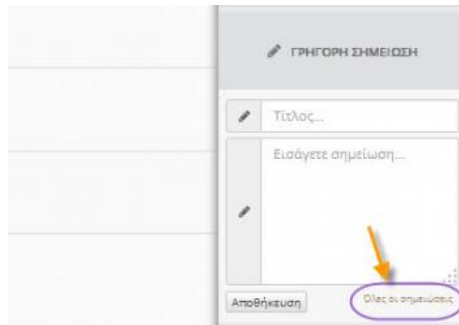 ΓΡΗΓΟΡΗ ΣΗΜΕΙΩΣΗ
Τίτλος...
Εισάγετε σημείωση...
Αποθήκευση
Όλες οι σημειώσεις